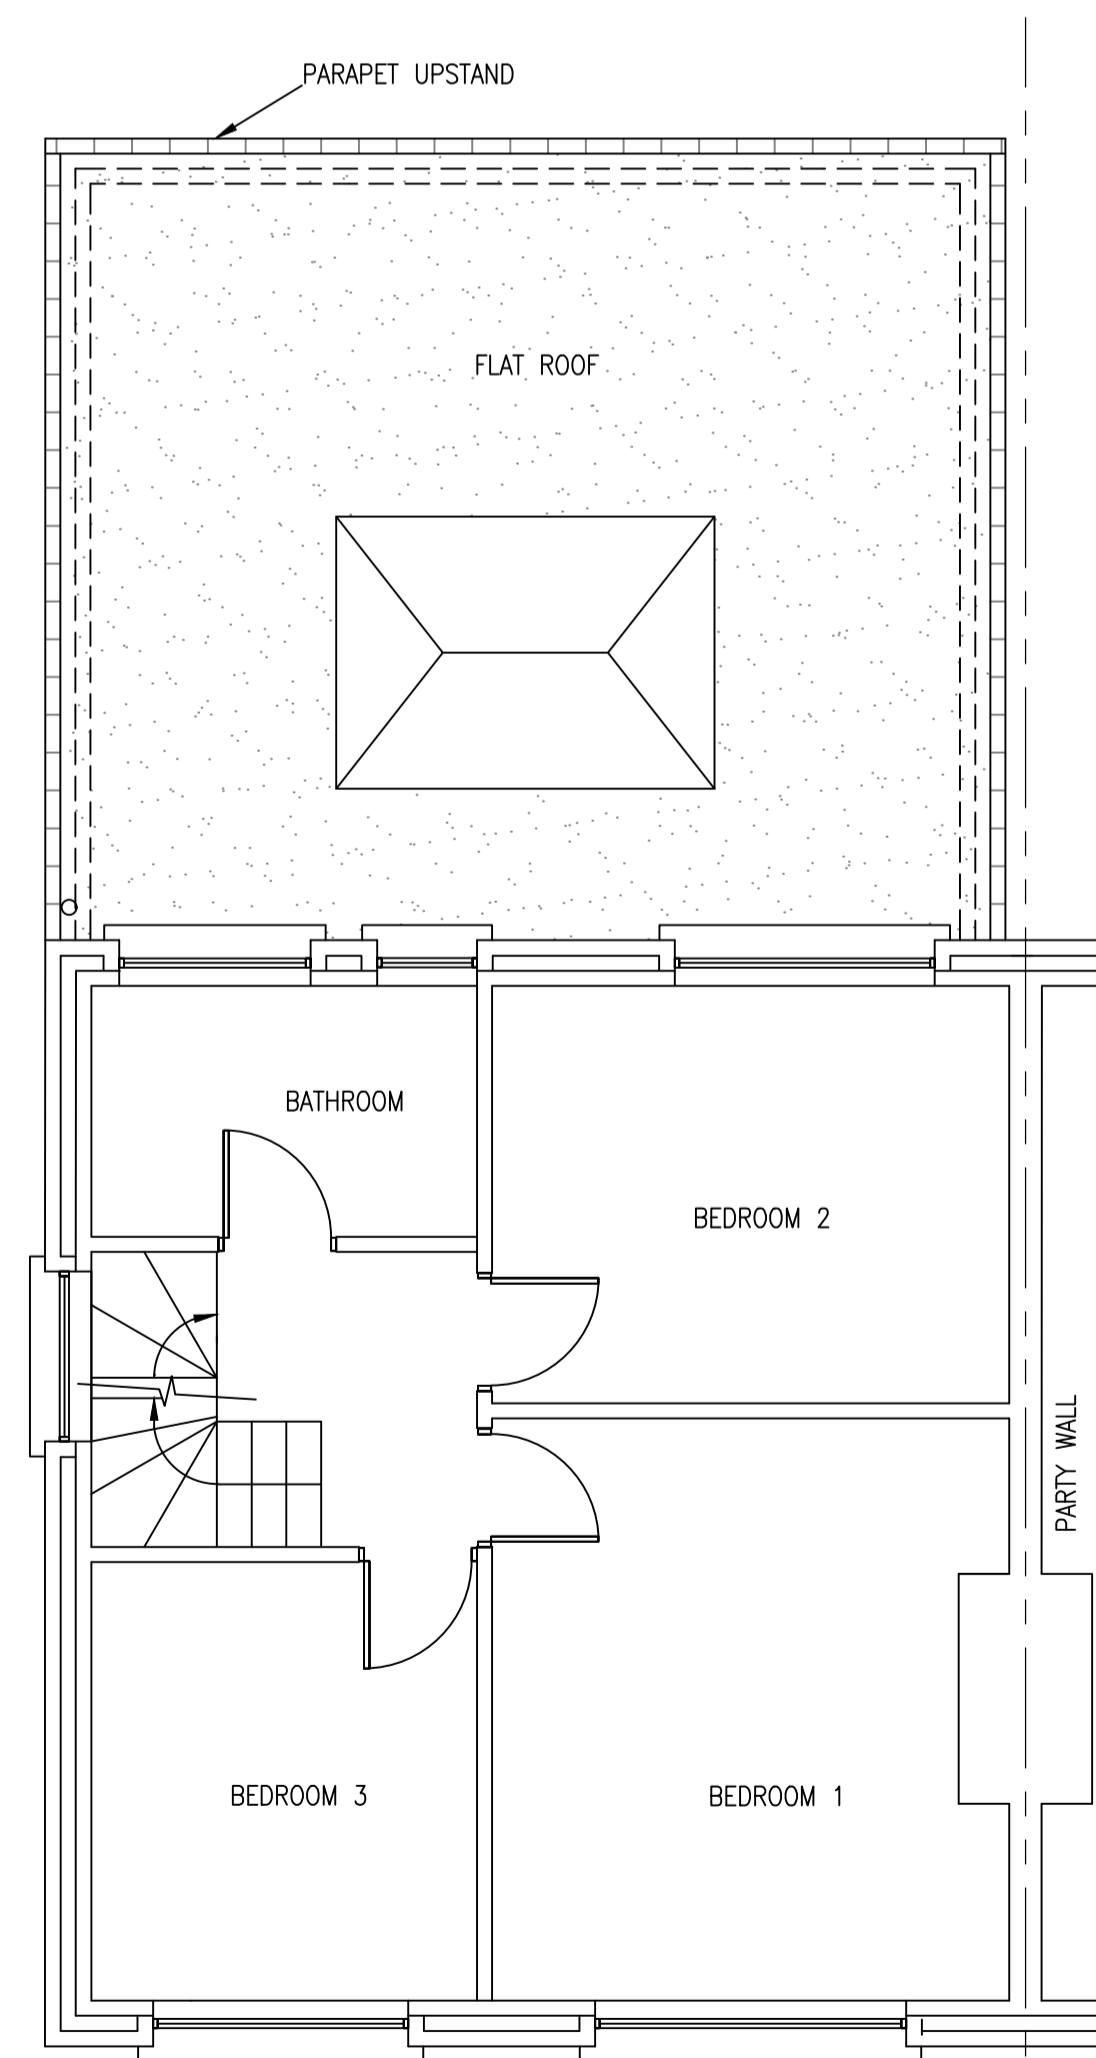 PARAPET UPSTAND
FLAT ROOF
BATHROOM
BEDROOM 2
PARTY WALL
BEDROOM 3
BEDROOM 1